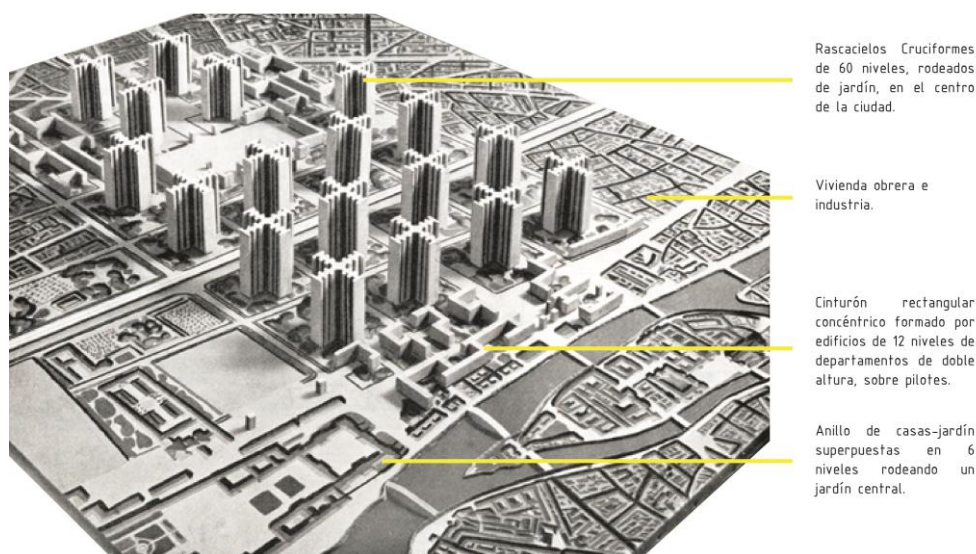 Rascacielos Cruciformes
de 60 niveles, rodeados
de jardín, en el centro
de la ciudad.
Vivienda obrera e
industria.
Cinturón rectangular
concéntrico formado por
edificios de 12 niveles de
departamentos de doble
altura, sobre pilotes.
Anillo de casas-jardín
superpuestas en 6
niveles rodeando un
jardín central.